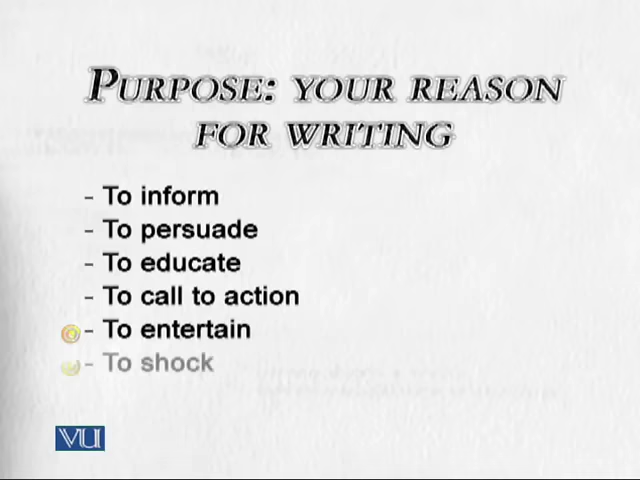 PURPOSE: YOUR REASON
FOR WRITING
- To inform
- To persuade
- To educate
- To call to action
- To entertain
- To shock
VU